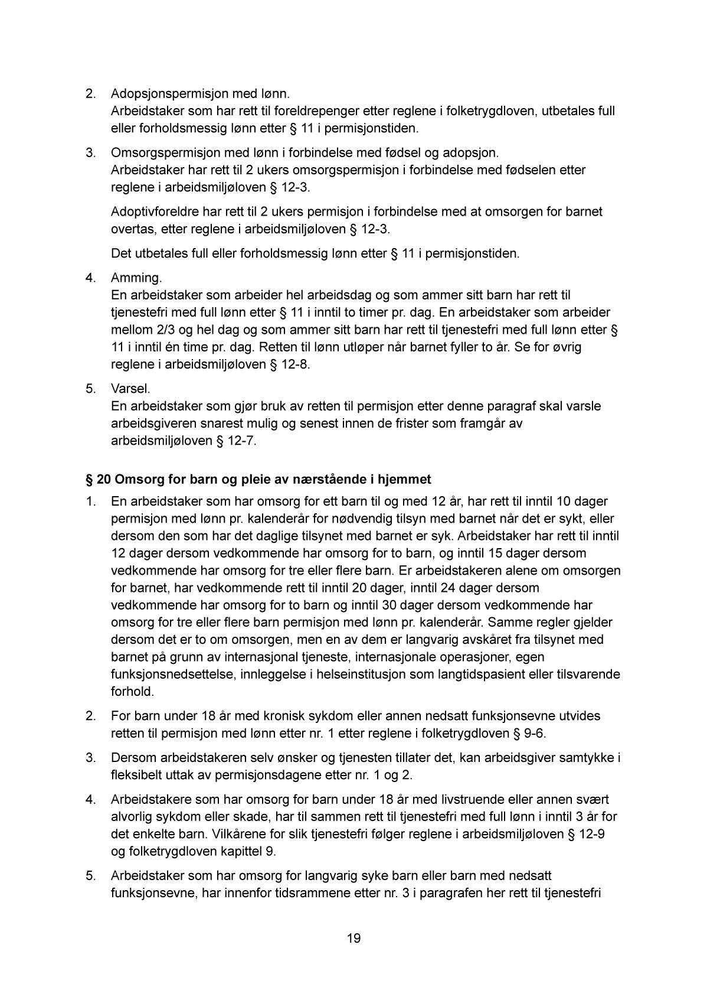 2. Adopsjonspermisjon med lønn.
Arbeidstaker som har rett til foreldrepenger etter reglene i folketrygdloven, utbetales full
eller forholdsmessig lønn etter § 11 i permisjonstiden.
3. Omsorgspermisjon med lønn i forbindelse med fødsel og adopsjon.
Arbeidstaker har rett til 2 ukers omsorgspermisjon i forbindelse med fødselen etter
reglene i arbeidsmiljøloven § 12-3.
Adoptivforeldre har rett til 2 ukers permisjon i forbindelse med at omsorgen for barnet
overtas, etter reglene i arbeidsmiljøloven § 12-3.
Det utbetales full eller forholdsmessig lønn etter § 11 i permisjonstiden.
4. Amming.
En arbeidstaker som arbeider hel arbeidsdag og som ammer sitt barn har rett til
tjenestefri med full lønn etter § 11 i inntil to timer pr. dag. En arbeidstaker som arbeider
mellom 2/3 og hel dag og som ammer sitt barn har rett til tjenestefri med full lønn etter §
11 i inntil én time pr. dag. Retten til lønn utløper når barnet fyller to år. Se for øvrig
reglene i arbeidsmiljøloven § 12-8.
5. Varsel.
En arbeidstaker som gjør bruk av retten til permisjon etter denne paragraf skal varsle
arbeidsgiveren snarest mulig og senest innen de frister som framgår av
arbeidsmiljøloven § 12-7.
§ 20 Omsorg for barn og pleie av nærstående i hjemmet
1. En arbeidstaker som har omsorg for ett barn til og med 12 år, har rett til inntil 10 dager
permisjon med lønn pr. kalenderår for nødvendig tilsyn med barnet når det er sykt, eller
dersom den som har det daglige tilsynet med barnet er syk. Arbeidstaker har rett til inntil
12 dager dersom vedkommende har omsorg for to barn, og inntil 15 dager dersom
vedkommende har omsorg for tre eller flere barn. Er arbeidstakeren alene om omsorgen
for barnet, har vedkommende rett til inntil 20 dager, inntil 24 dager dersom
vedkommende har omsorg for to barn og inntil 30 dager dersom vedkommende har
omsorg for tre eller flere barn permisjon med lønn pr. kalenderår. Samme regler gjelder
dersom det er to om omsorgen, men en av dem er langvarig avskåret fra tilsynet med
barnet på grunn av internasjonal tjeneste, internasjonale operasjoner, egen
funksjonsnedsettelse, innleggelse i helseinstitusjon som langtidspasient eller tilsvarende
forhold.
2. For barn under 18 år med kronisk sykdom eller annen nedsatt funksjonsevne utvides
retten til permisjon med lønn etter nr. 1 etter reglene i folketrygdloven § 9-6.
3. Dersom arbeidstakeren selv ønsker og tjenesten tillater det, kan arbeidsgiver samtykke i
fleksibelt uttak av permisjonsdagene etter nr. 1 og 2.
4. Arbeidstakere som har omsorg for barn under 18 år med livstruende eller annen svært
alvorlig sykdom eller skade, har til sammen rett til tjenestefri med full lønn i inntil 3 år for
det enkelte barn. Vilkårene for slik tjenestefri følger reglene i arbeidsmiljøloven § 12-9
og folketrygdloven kapittel 9.
5. Arbeidstaker som har omsorg for langvarig syke barn eller barn med nedsatt
funksjonsevne, har innenfor tidsrammene etter nr. 3 i paragrafen her rett til tjenestefri
19